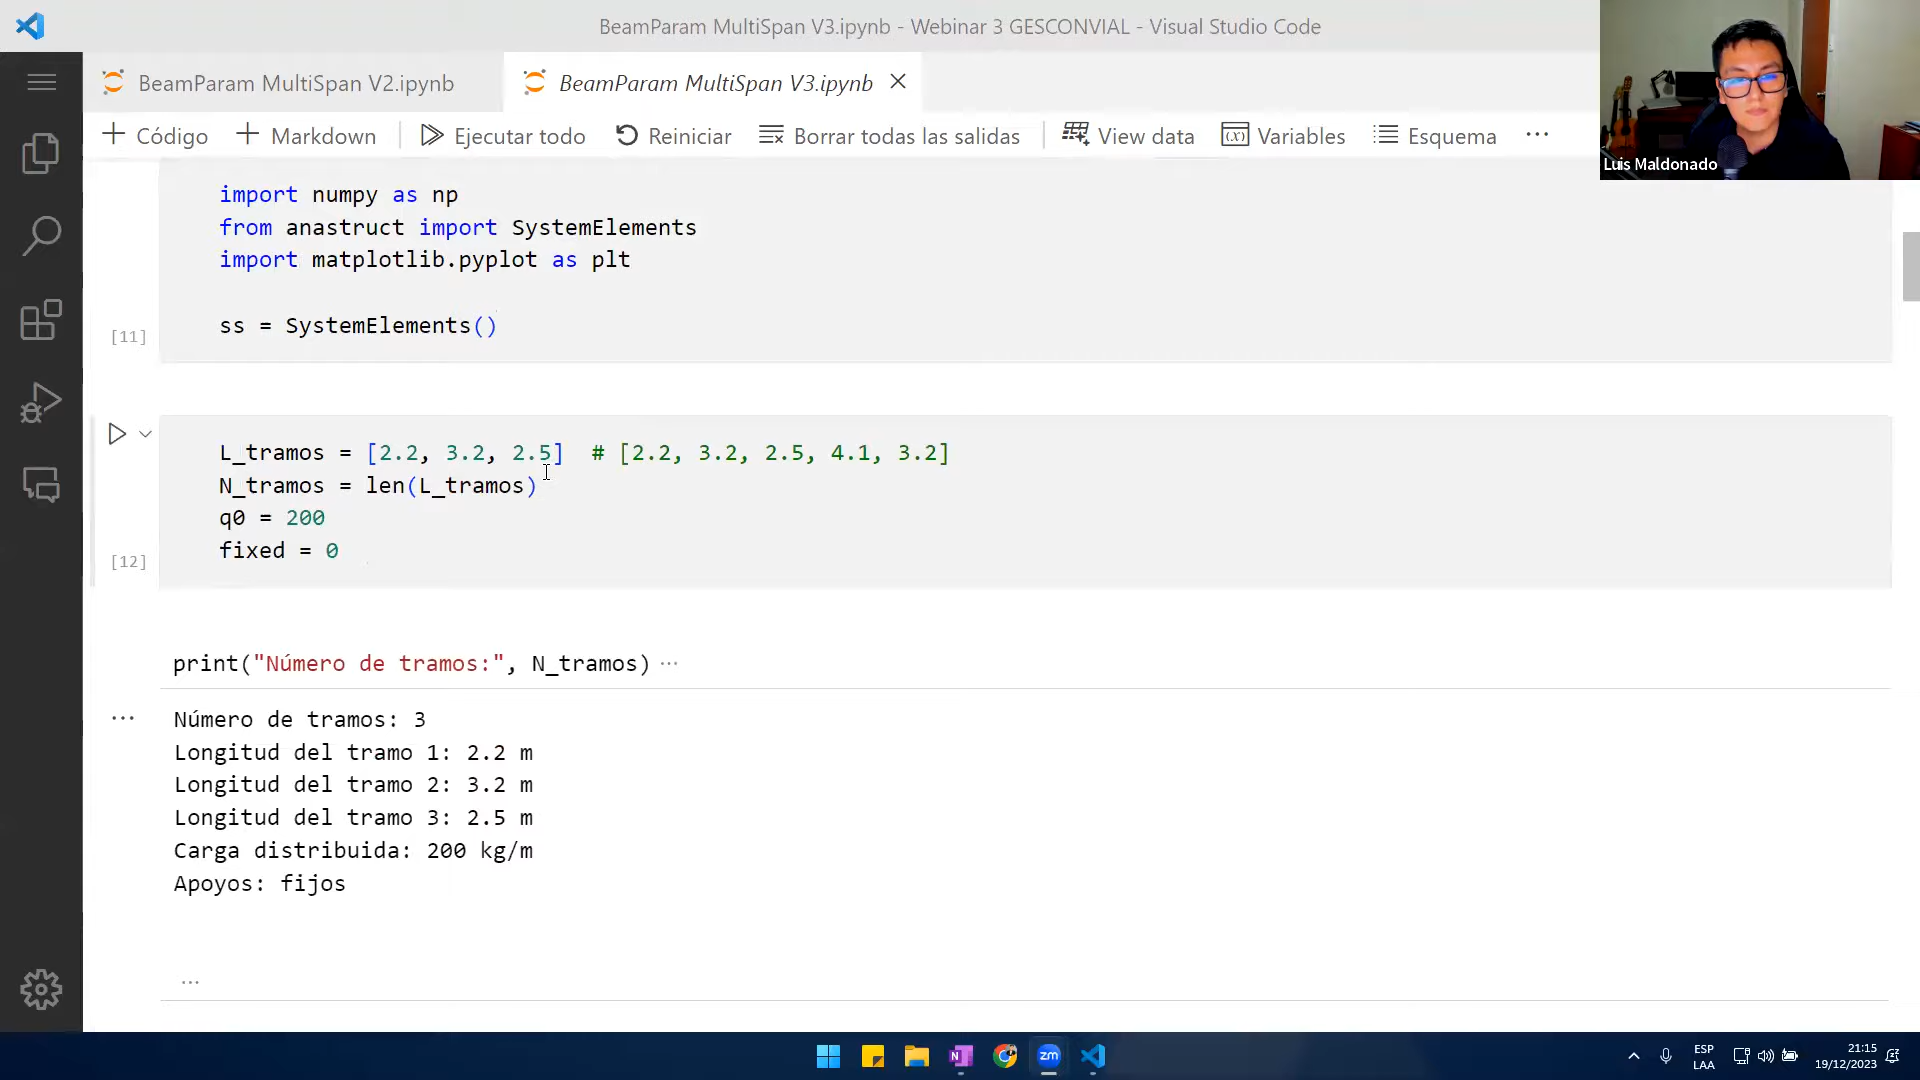 BeamParam MultiSpan V3.ipynb - Webinar 3 GESCONVIAL - Visual Studio Code
BeamParam MultiSpan V2.ipynb
BeamParam MultiSpan V3.ipynb
Código
Markdown
Ejecutar todo
Reiniciar
Borrar todas las salidas
View data
Variables
Esquema
Luis Maldonado
import numpy as np
from anastruct import SystemElements
import matplotlib.pyplot as plt
ss = SystemElements()
[11]
L_tramos = [2.2, 3.2, 2.5]  # [2.2, 3.2, 2.5, 4.1, 3.2]
N_tramos = len(L_tramos)
q0 = 200
fixed = 0
[12]
print("Número de tramos:", N_tramos) ···
Número de tramos: 3
Longitud del tramo 1: 2.2 m
Longitud del tramo 2: 3.2 m
Longitud del tramo 3: 2.5 m
Carga distribuida: 200 kg/m
Apoyos: fijos
...
N
zm
ESP
LAA
21:15
19/12/2023